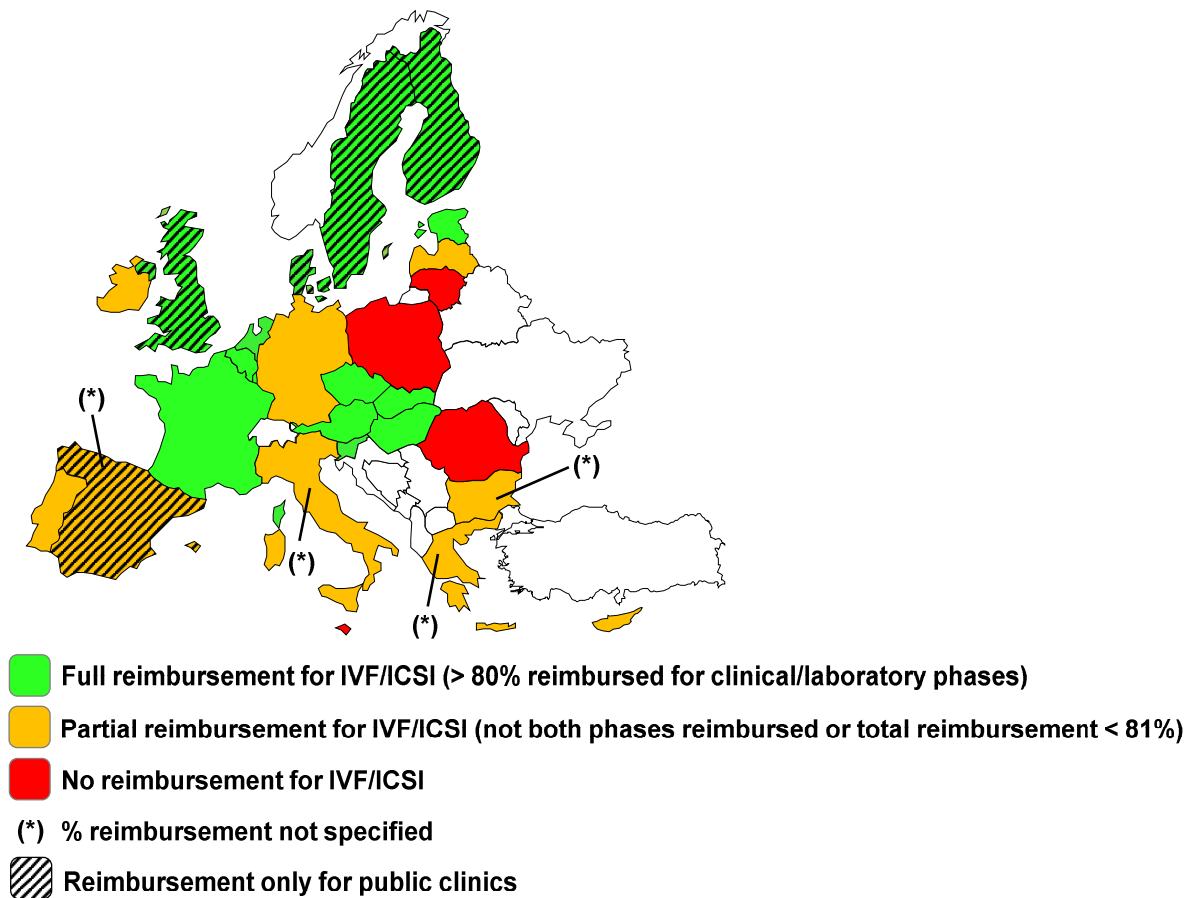 (*)
(*)
(*)
(*)
Full reimbursement for IVF/ICSI (> 80% reimbursed for clinical/laboratory phases)
Partial reimbursement for IVF/ICSI (not both phases reimbursed or total reimbursement < 81%)
No reimbursement for IVF/ICSI
(*) % reimbursement not specified
Reimbursement only for public clinics